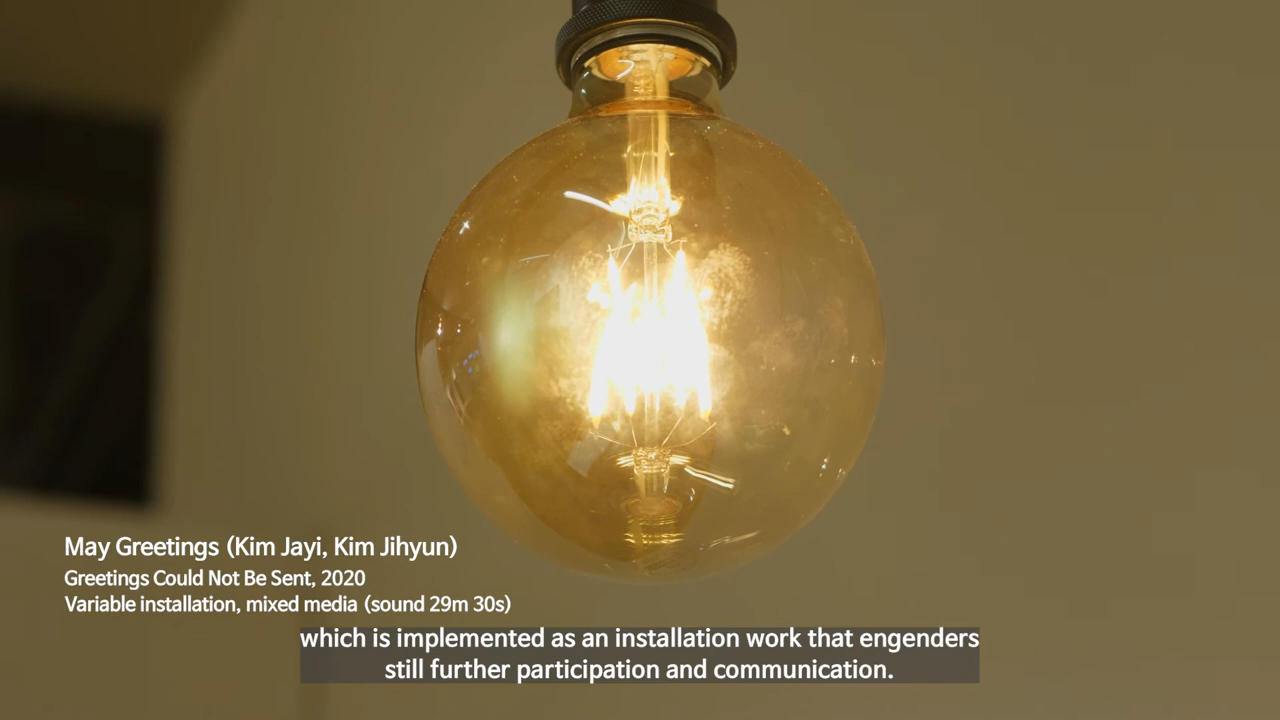 May Greetings (Kim Jayi, Kim Jihyun)
Greetings Could Not Be Sent, 2020
Variable installation, mixed media (sound 29m 30s)
which is implemented as an installation work that engenders
still further participation and communication.